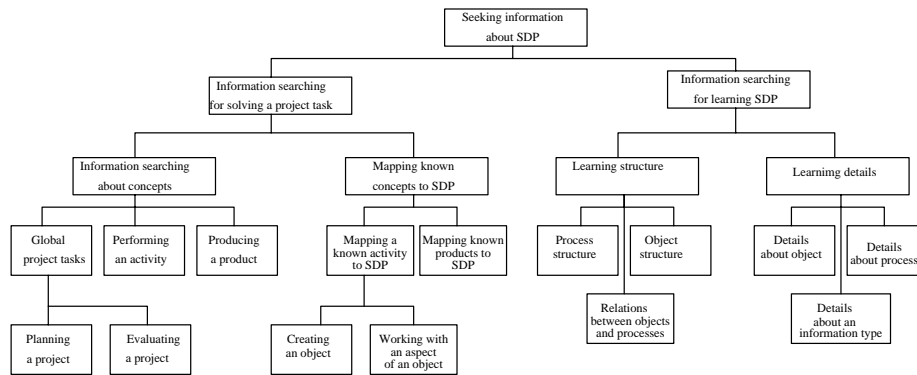 Seeking information
about SDP
Information searching
for solving a project task
Information searching
for learning SDP
Information searching
about concepts
Mapping known
concepts to SDP
Learning structure
Learnimg details
Global
project tasks
Performing
an activity
Producing
a product
Mapping a
known activity
to SDP
Mapping known
products to
SDP
Process
structure
Object
structure
Details
about object
Details
about process
Relations
between objects
and processes
Details
about an
information type
Planning
a project
Evaluating
a project
Creating
an object
Working with
an aspect
of an object